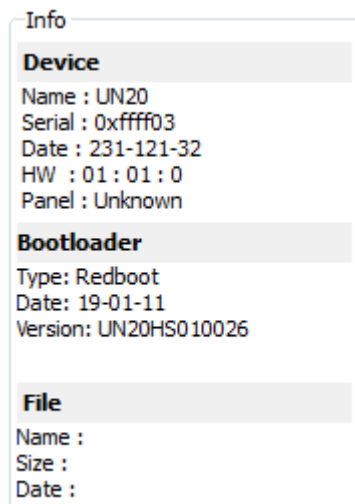 Info
Device
Name : UN20
Serial : 0xffff03
Date : 231-121-32
HW : 01 : 01 : 0
Panel : Unknown
Bootloader
Type: Redboot
Date: 19-01-11
Version: UN20HS010026
File
Name :
Size :
Date :